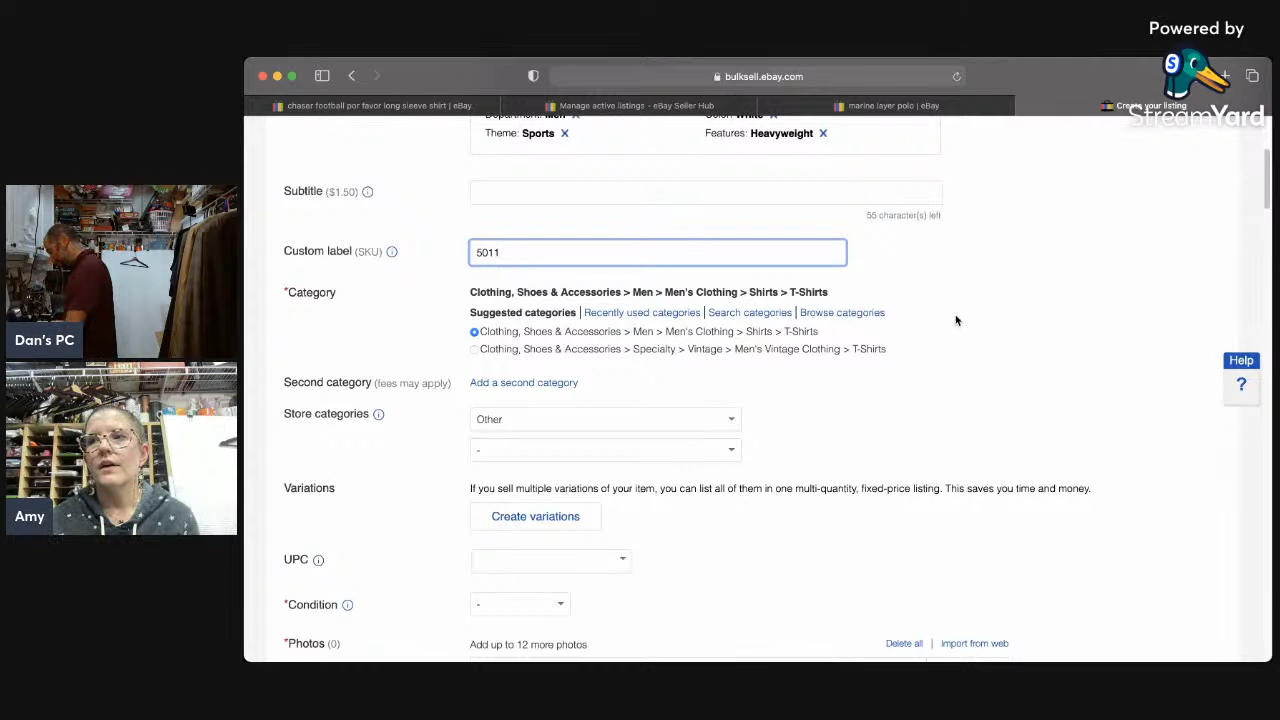 Powered by
StreamYard
bulksell.ebay.com
chaser football por favor long sleeve shirt | eBay
Manage active listings - eBay Seller Hub
marine layer polo | eBay
Create your listing
Theme: Sports
Features: Heavyweight
Subtitle ($1.50)
55 character(s) left
Custom label (SKU)
5011
*Category
Clothing, Shoes & Accessories > Men > Men's Clothing > Shirts > T-Shirts
Suggested categories | Recently used categories | Search categories | Browse categories
Clothing, Shoes & Accessories > Men > Men's Clothing > Shirts > T-Shirts
Clothing, Shoes & Accessories > Specialty > Vintage > Men's Vintage Clothing > T-Shirts
Second category (fees may apply)
Add a second category
Store categories
Other
-
Variations
If you sell multiple variations of your item, you can list all of them in one multi-quantity, fixed-price listing. This saves you time and money.
Create variations
UPC
*Condition
-
*Photos (0)
Add up to 12 more photos
Delete all | Import from web
Help
?
Dan's PC
Amy